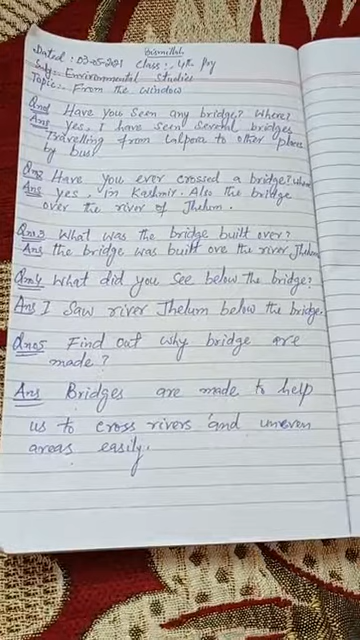 Bismillah
Dated : 03-05-2021 Class :- 4th Pry
Subj:- Environmental Studies
Topic:- From the window
Qno1 Have you seen any bridge? Where?
Ans Yes, I have seen several bridges
Travelling from Uripora to other places
by bus
Qno2 Have you ever crossed a bridge? where
Ans yes, in Kashmir. Also the bridge
over the river of Jhelum.
Qno3 What was the bridge built over?
Ans the bridge was built ove the river Jhelum
Qno4 What did you see below the bridge?
Ans I saw river Jhelum below the bridge.
Qno5 Find out why bridge are
made?
Ans Bridges are made to help
us to cross rivers and uneven
areas easily.